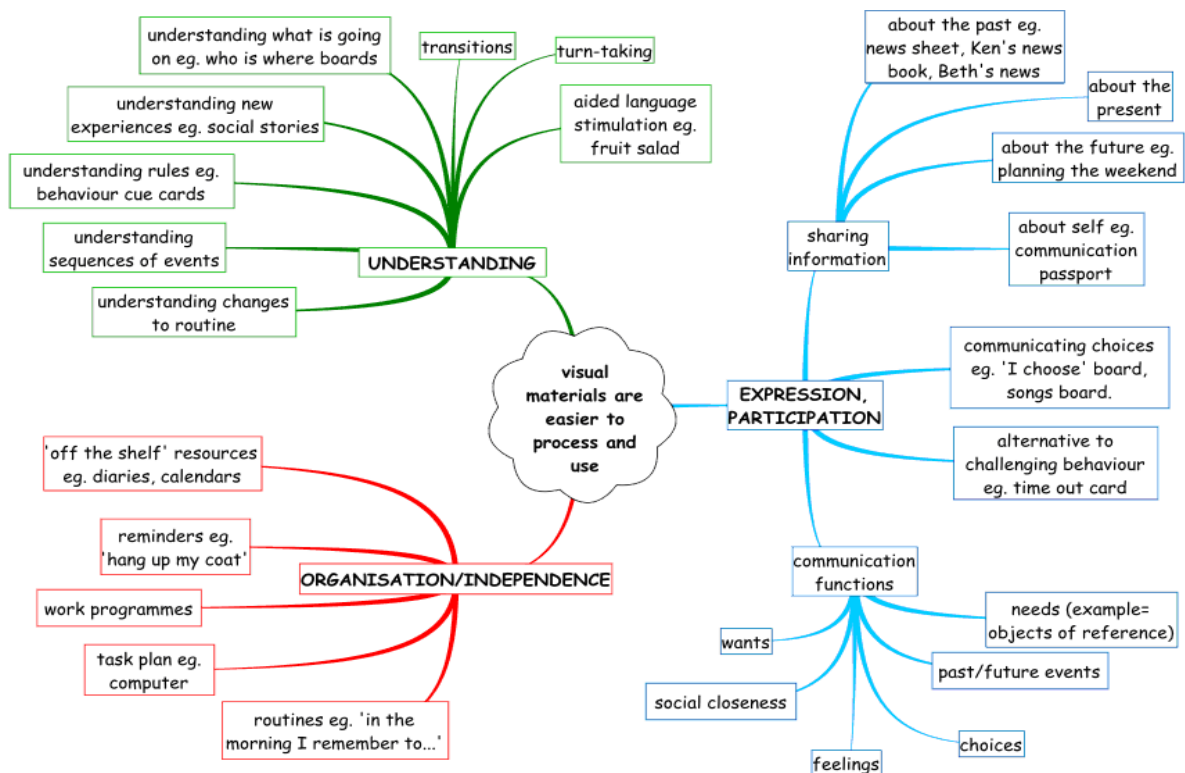 understanding what is going
on eg. who is where boards
transitions
turn-taking
understanding new
experiences eg. social stories
aided language
stimulation eg.
fruit salad
understanding rules eg.
behaviour cue cards
understanding
sequences of events
understanding changes
to routine
UNDERSTANDING
about the past eg.
news sheet, Ken's news
book, Beth's news
about the
present
about the future eg.
planning the weekend
sharing
information
about self eg.
communication
passport
visual
materials are
easier to
process and
use
EXPRESSION,
PARTICIPATION
communicating choices
eg. 'I choose' board,
songs board.
alternative to
challenging behaviour
eg. time out card
communication
functions
needs (example=
objects of reference)
wants
past/future events
social closeness
choices
feelings
'off the shelf' resources
eg. diaries, calendars
reminders eg.
'hang up my coat'
ORGANISATION/INDEPENDENCE
work programmes
task plan eg.
computer
routines eg. 'in the
morning I remember to...'